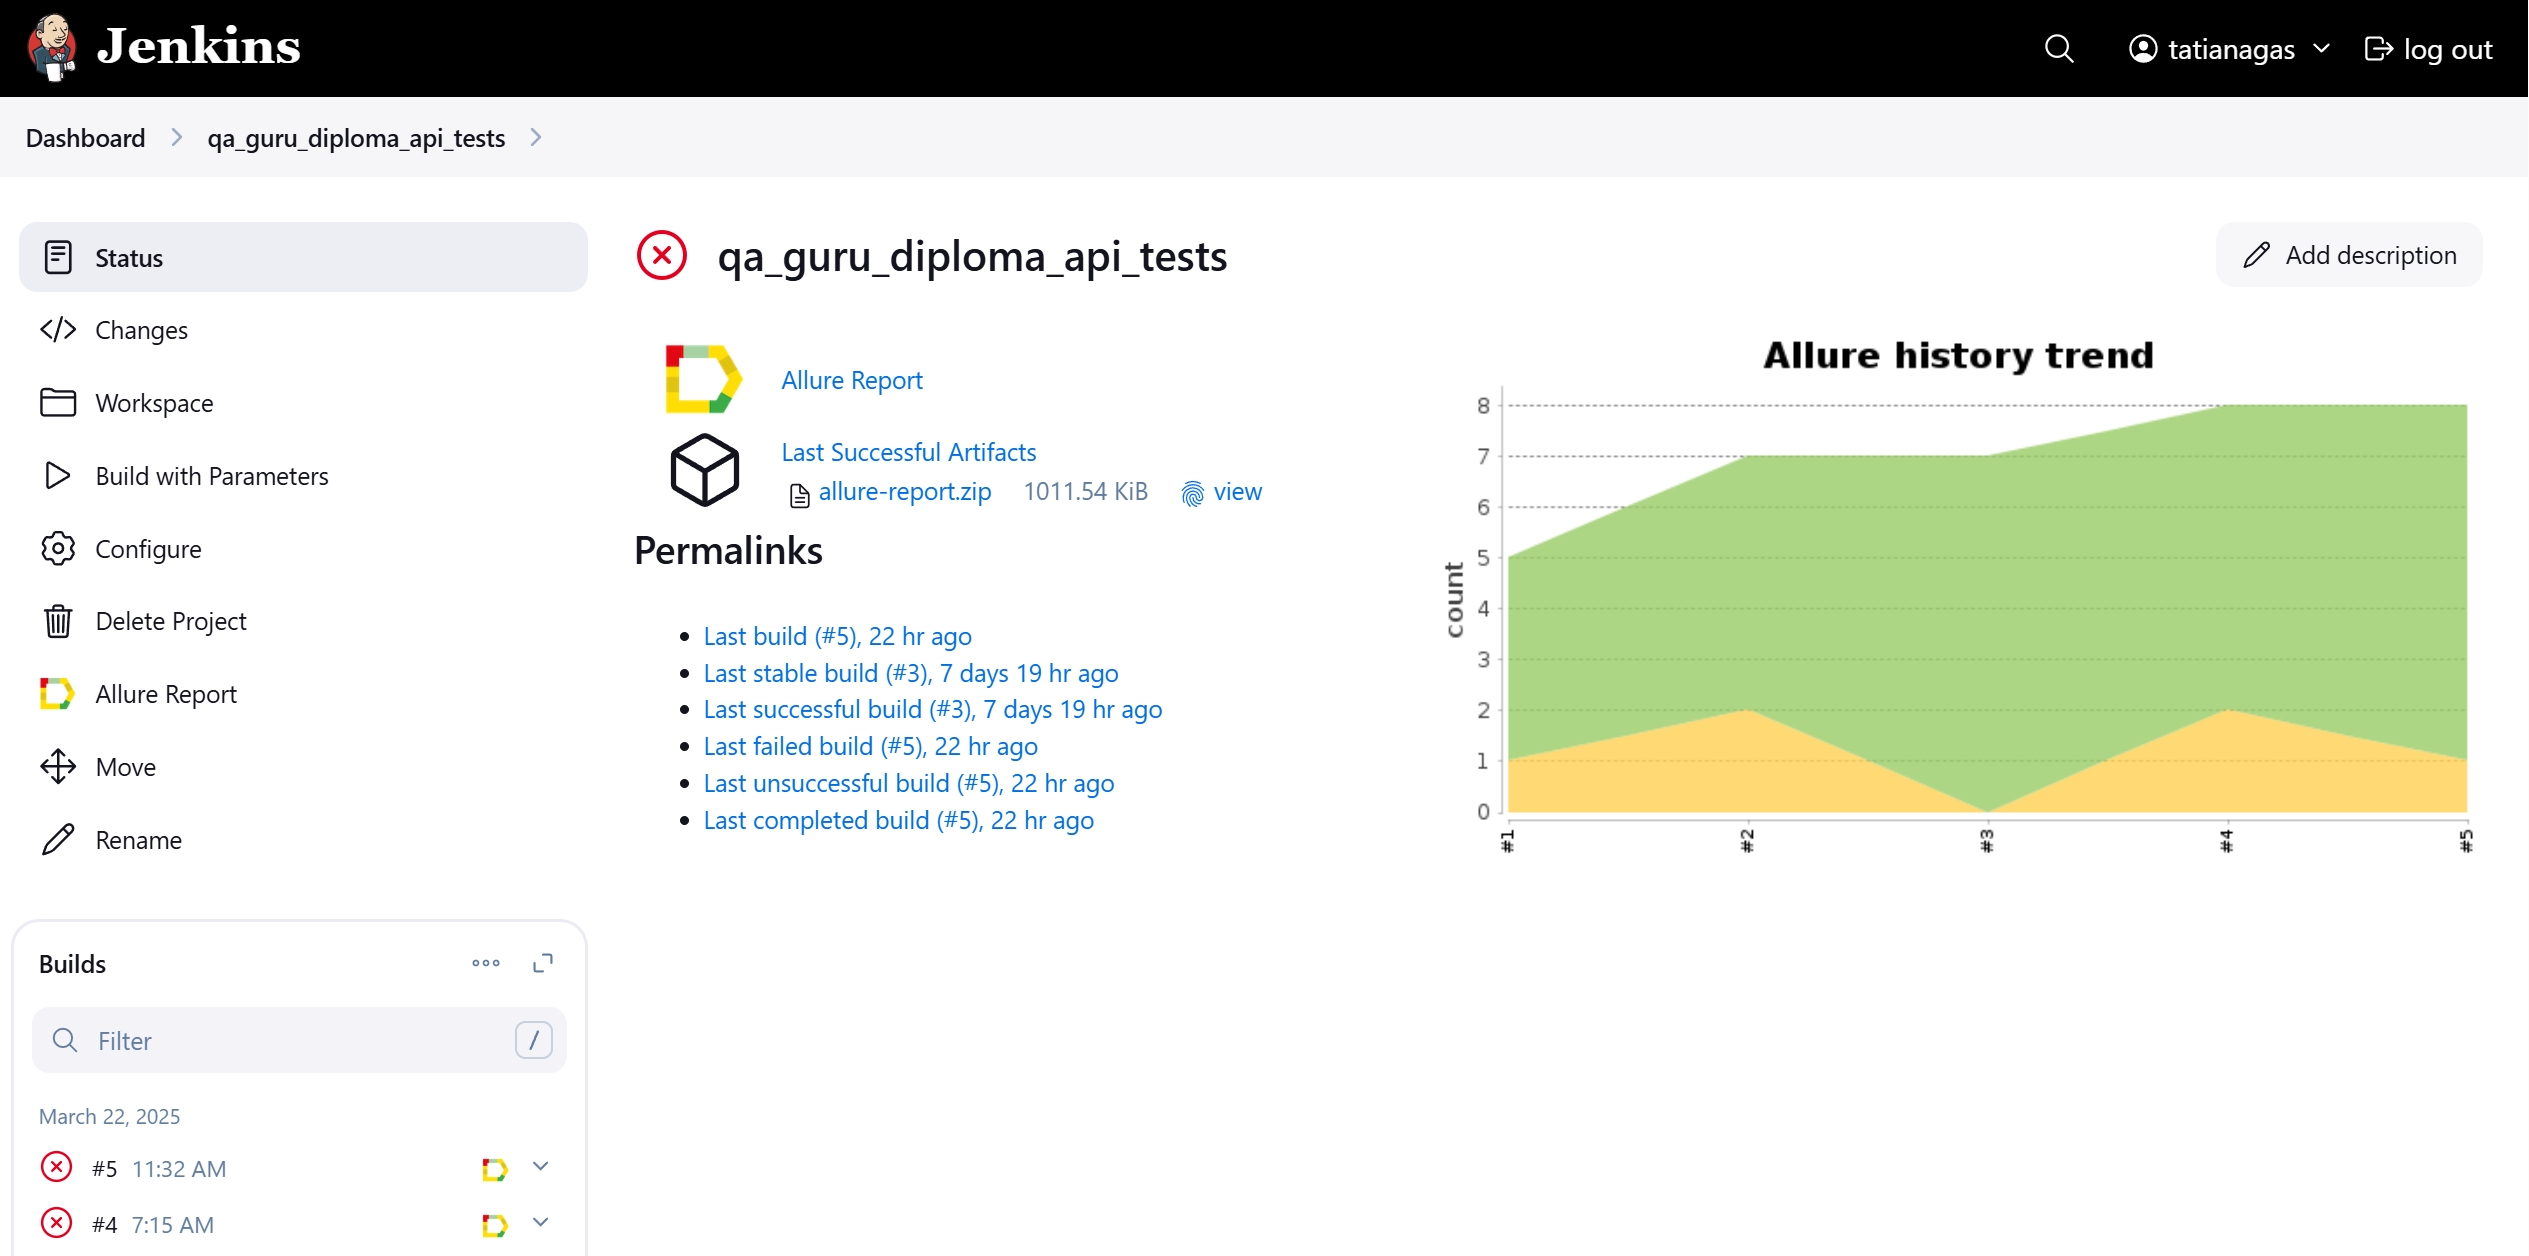 Jenkins
tatianagas
log out
Dashboard
qa_guru_diploma_api_tests
Status
Changes
Workspace
Build with Parameters
Configure
Delete Project
Allure Report
Move
Rename
Builds
Filter
/
March 22, 2025
#5 11:32 AM
#4 7:15 AM
qa_guru_diploma_api_tests
Add description
Allure Report
Last Successful Artifacts
allure-report.zip 1011.54 KiB view
Permalinks
Last build (#5), 22 hr ago
Last stable build (#3), 7 days 19 hr ago
Last successful build (#3), 7 days 19 hr ago
Last failed build (#5), 22 hr ago
Last unsuccessful build (#5), 22 hr ago
Last completed build (#5), 22 hr ago
Allure history trend
count
8
7
6
5
4
3
2
1
0
#1
#2
#3
#4
#5